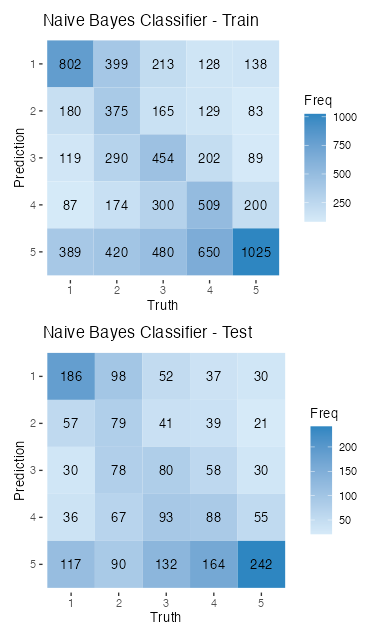 Naive Bayes Classifier - Train
1 802 399 213 128 138
2 180 375 165 129 83
3 119 290 454 202 89
4 87 174 300 509 200
5 389 420 480 650 1025
1 2 3 4 5
Truth
Prediction
Freq
1000
750
500
250
Naive Bayes Classifier - Test
1 186 98 52 37 30
2 57 79 41 39 21
3 30 78 80 58 30
4 36 67 93 88 55
5 117 90 132 164 242
1 2 3 4 5
Truth
Prediction
Freq
200
150
100
50